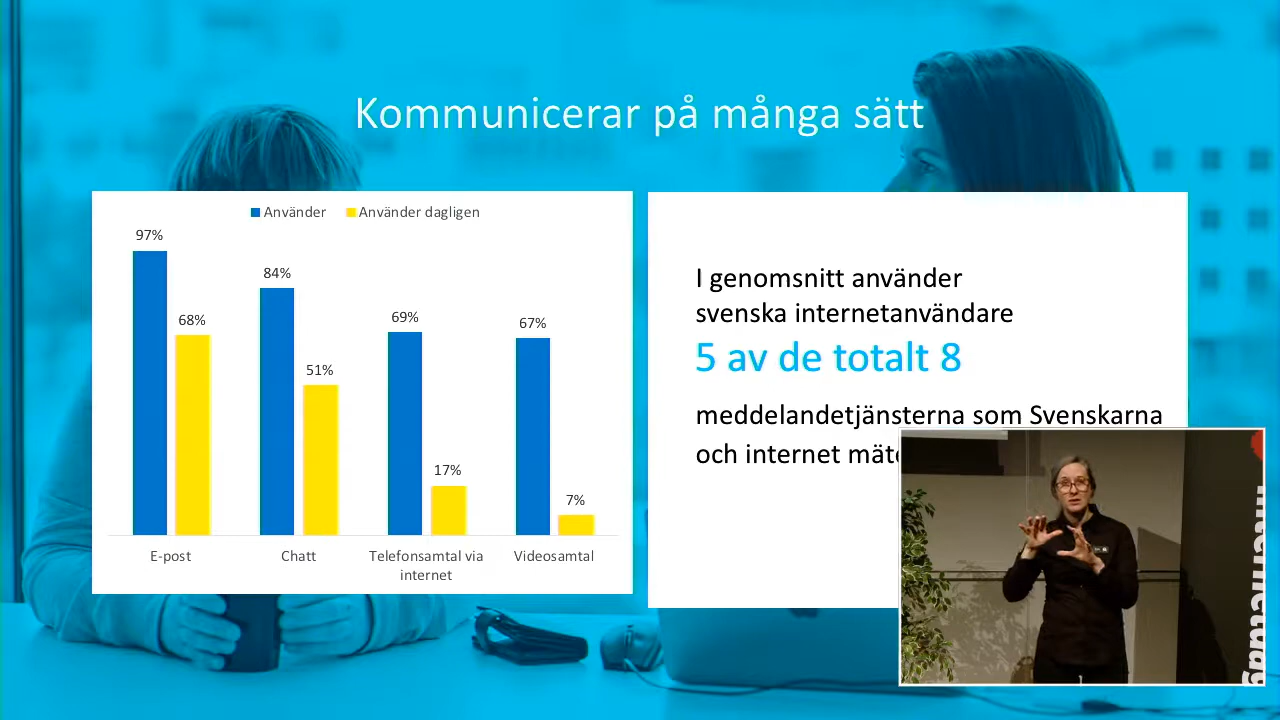 Kommunicerar på många sätt
Använder Använder dagligen
97%
68%
84%
51%
69%
17%
67%
7%
E-post
Chatt
Telefonsamtal via
internet
Videosamtal
I genomsnitt använder
svenska internetanvändare
5 av de totalt 8
meddelandetjänsterna som Svenskarna
och internet